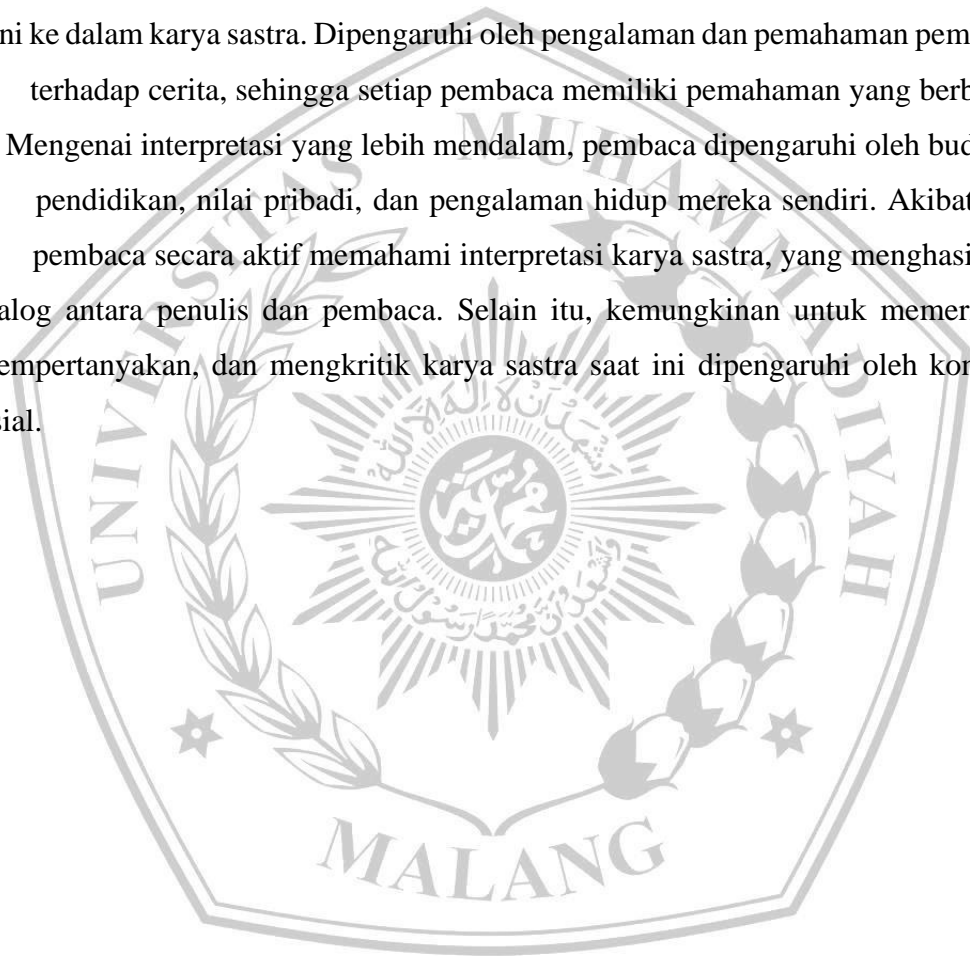 ni ke dalam karya sastra. Dipengaruhi oleh pengalaman dan pemahaman pem
terhadap cerita, sehingga setiap pembaca memiliki pemahaman yang berb
Mengenai interpretasi yang lebih mendalam, pembaca dipengaruhi oleh bud
pendidikan, nilai pribadi, dan pengalaman hidup mereka sendiri. Akibat
pembaca secara aktif memahami interpretasi karya sastra, yang menghasi
alog antara penulis dan pembaca. Selain itu, kemungkinan untuk memer
empertanyakan, dan mengkritik karya sastra saat ini dipengaruhi oleh kon
sial.
UNIVERSITAS MUHAMMADIYAH
MALANG